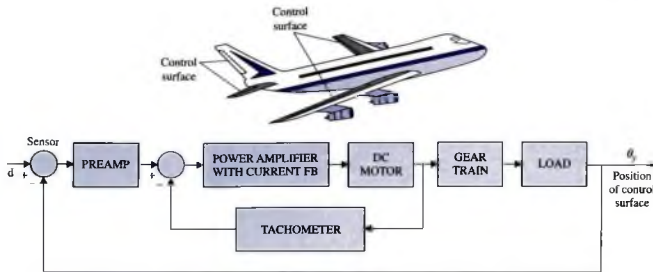 Control
surface
Control
surface
Sensor
d
+
−
PREAMP
+
−
POWER AMPLIFIER
WITH CURRENT FB
DC
MOTOR
GEAR
TRAIN
LOAD
θy
Position
of control
surface
TACHOMETER